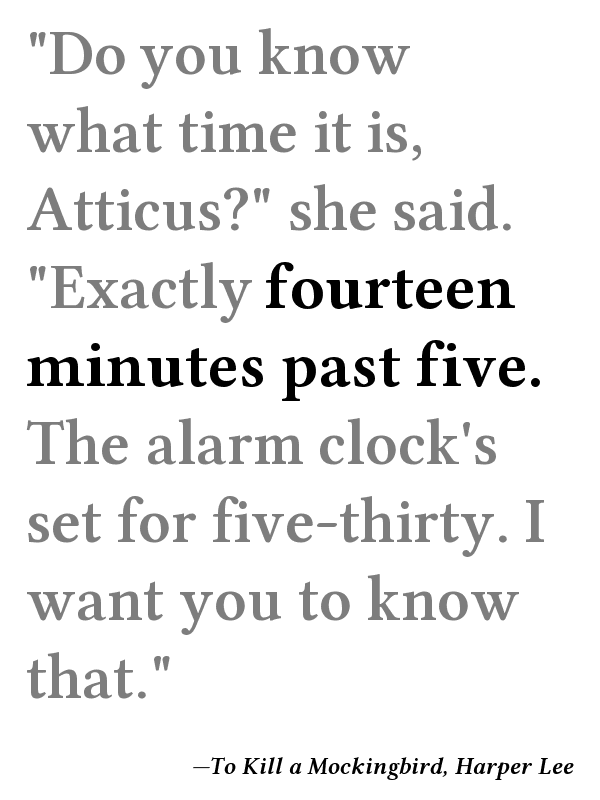 "Do you know
what time it is,
Atticus?" she said.
"Exactly fourteen
minutes past five.
The alarm clock's
set for five-thirty. I
want you to know
that."
—To Kill a Mockingbird, Harper Lee